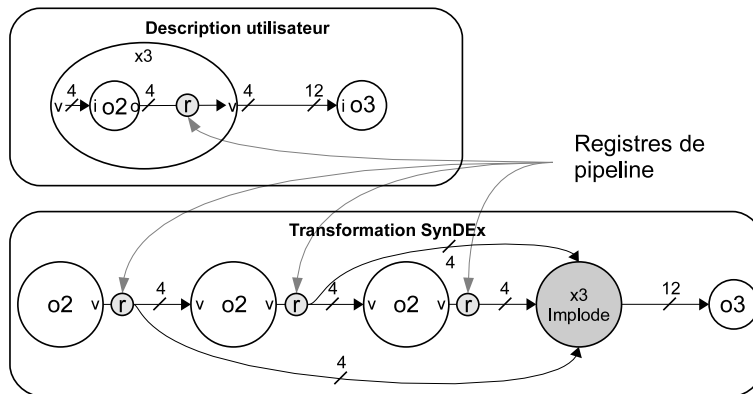 Description utilisateur
x3
4 4 4 12
v i o2 o r v i o3
Registres de
pipeline
Transformation SynDEx
4 4 4 4 12
o2 v r v o2 v r v o2 v r x3 o3
Implode
4